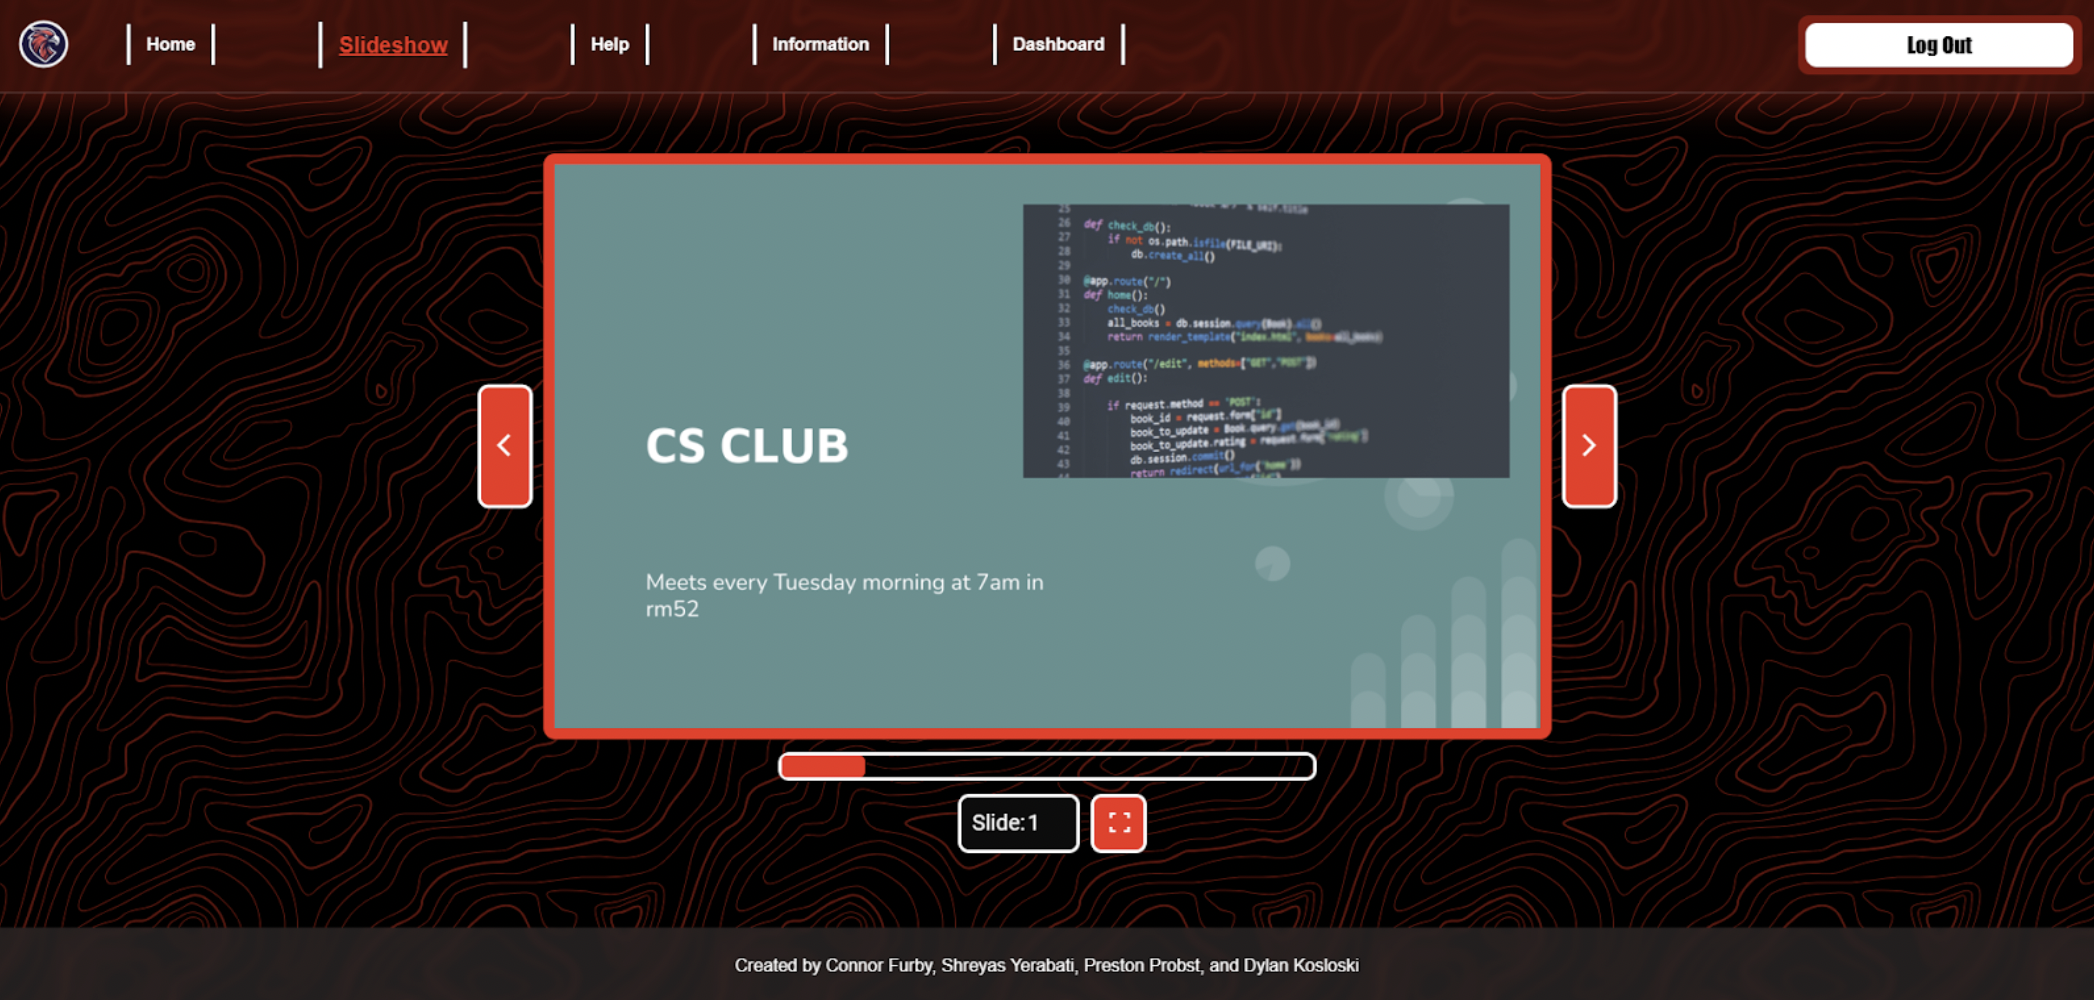 Home
Slideshow
Help
Information
Dashboard
Log Out
25
26 def check_db():
27 if not os.path.isfile(FILE_URI):
28 db.create_all()
29
30 @app.route("/")
31 def home():
32 check_db()
33 all_books = db.session.query(Book).all()
34 return render_template("index.html", books=all_books)
35
36 @app.route("/edit", methods=["GET","POST"])
37 def edit():
38
39 if request.method == "POST":
40 book_id = request.form["id"]
41 book_to_update = Book.query.get(book_id)
42 book_to_update.rating = request.form["rating"]
43 db.session.commit()
return redirect(url_for("home"))
CS CLUB
Meets every Tuesday morning at 7am in
rm52
Slide:1
Created by Connor Furby, Shreyas Yerabati, Preston Probst, and Dylan Kosloski